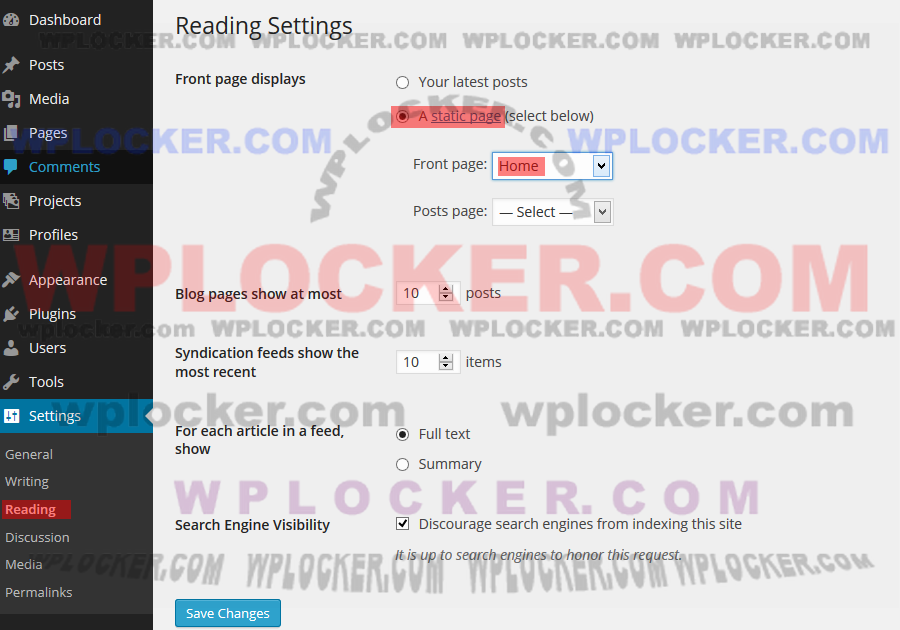 Dashboard
Posts
Media
Pages
Comments
Projects
Profiles
Appearance
Plugins
Users
Tools
Settings
General
Writing
Reading
Discussion
Media
Permalinks
Reading Settings
WPLOCKER.COM WPLOCKER.COM WPLOCKER.COM WPLOCKER.COM
Front page displays
Your latest posts
A static page (select below)
WPLOCKER.COM
WPLOCKER.COM WPLOCKER.COM
Front page: Home
Posts page: — Select —
WPLOCKER.COM
Blog pages show at most 10 posts
wplocker.com WPLOCKER.COM WPLOCKER.COM WPLOCKER.COM
Syndication feeds show the
most recent
10 items
wplocker.com wplocker.com
For each article in a feed,
show
Full text
Summary
WPLOCKER.COM
Search Engine Visibility
Discourage search engines from indexing this site
It is up to search engines to honor this request.
WPLOCKER.COM WPLOCKER.COM WPLOCKER.COM WPLOCKER.COM
Save Changes